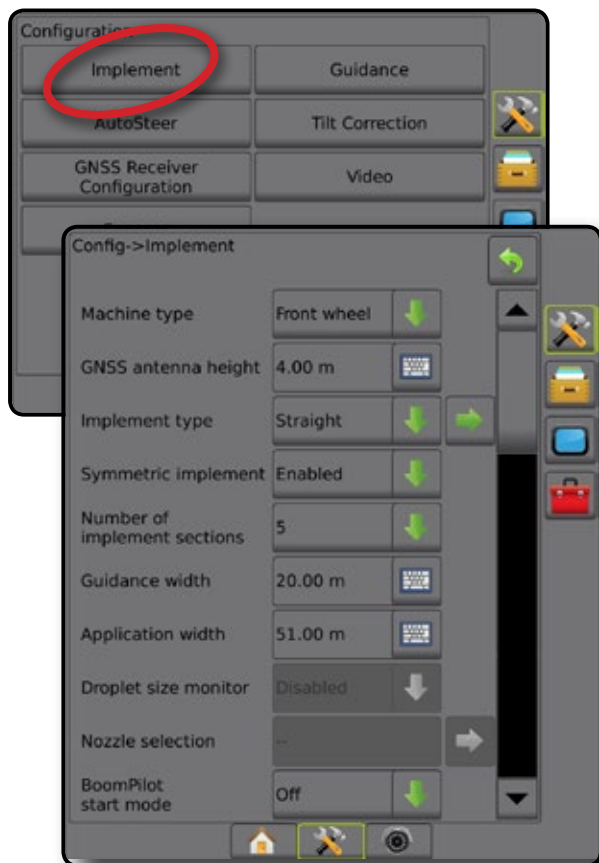 Configuration
Implement
Guidance
AutoSteer
Tilt Correction
GNSS Receiver
Configuration
Video
Config->Implement
Machine type
Front wheel
GNSS antenna height
4.00 m
Implement type
Straight
Symmetric implement
Enabled
Number of
implement sections
5
Guidance width
20.00 m
Application width
51.00 m
Droplet size monitor
Disabled
Nozzle selection
--
BoomPilot
start mode
Off